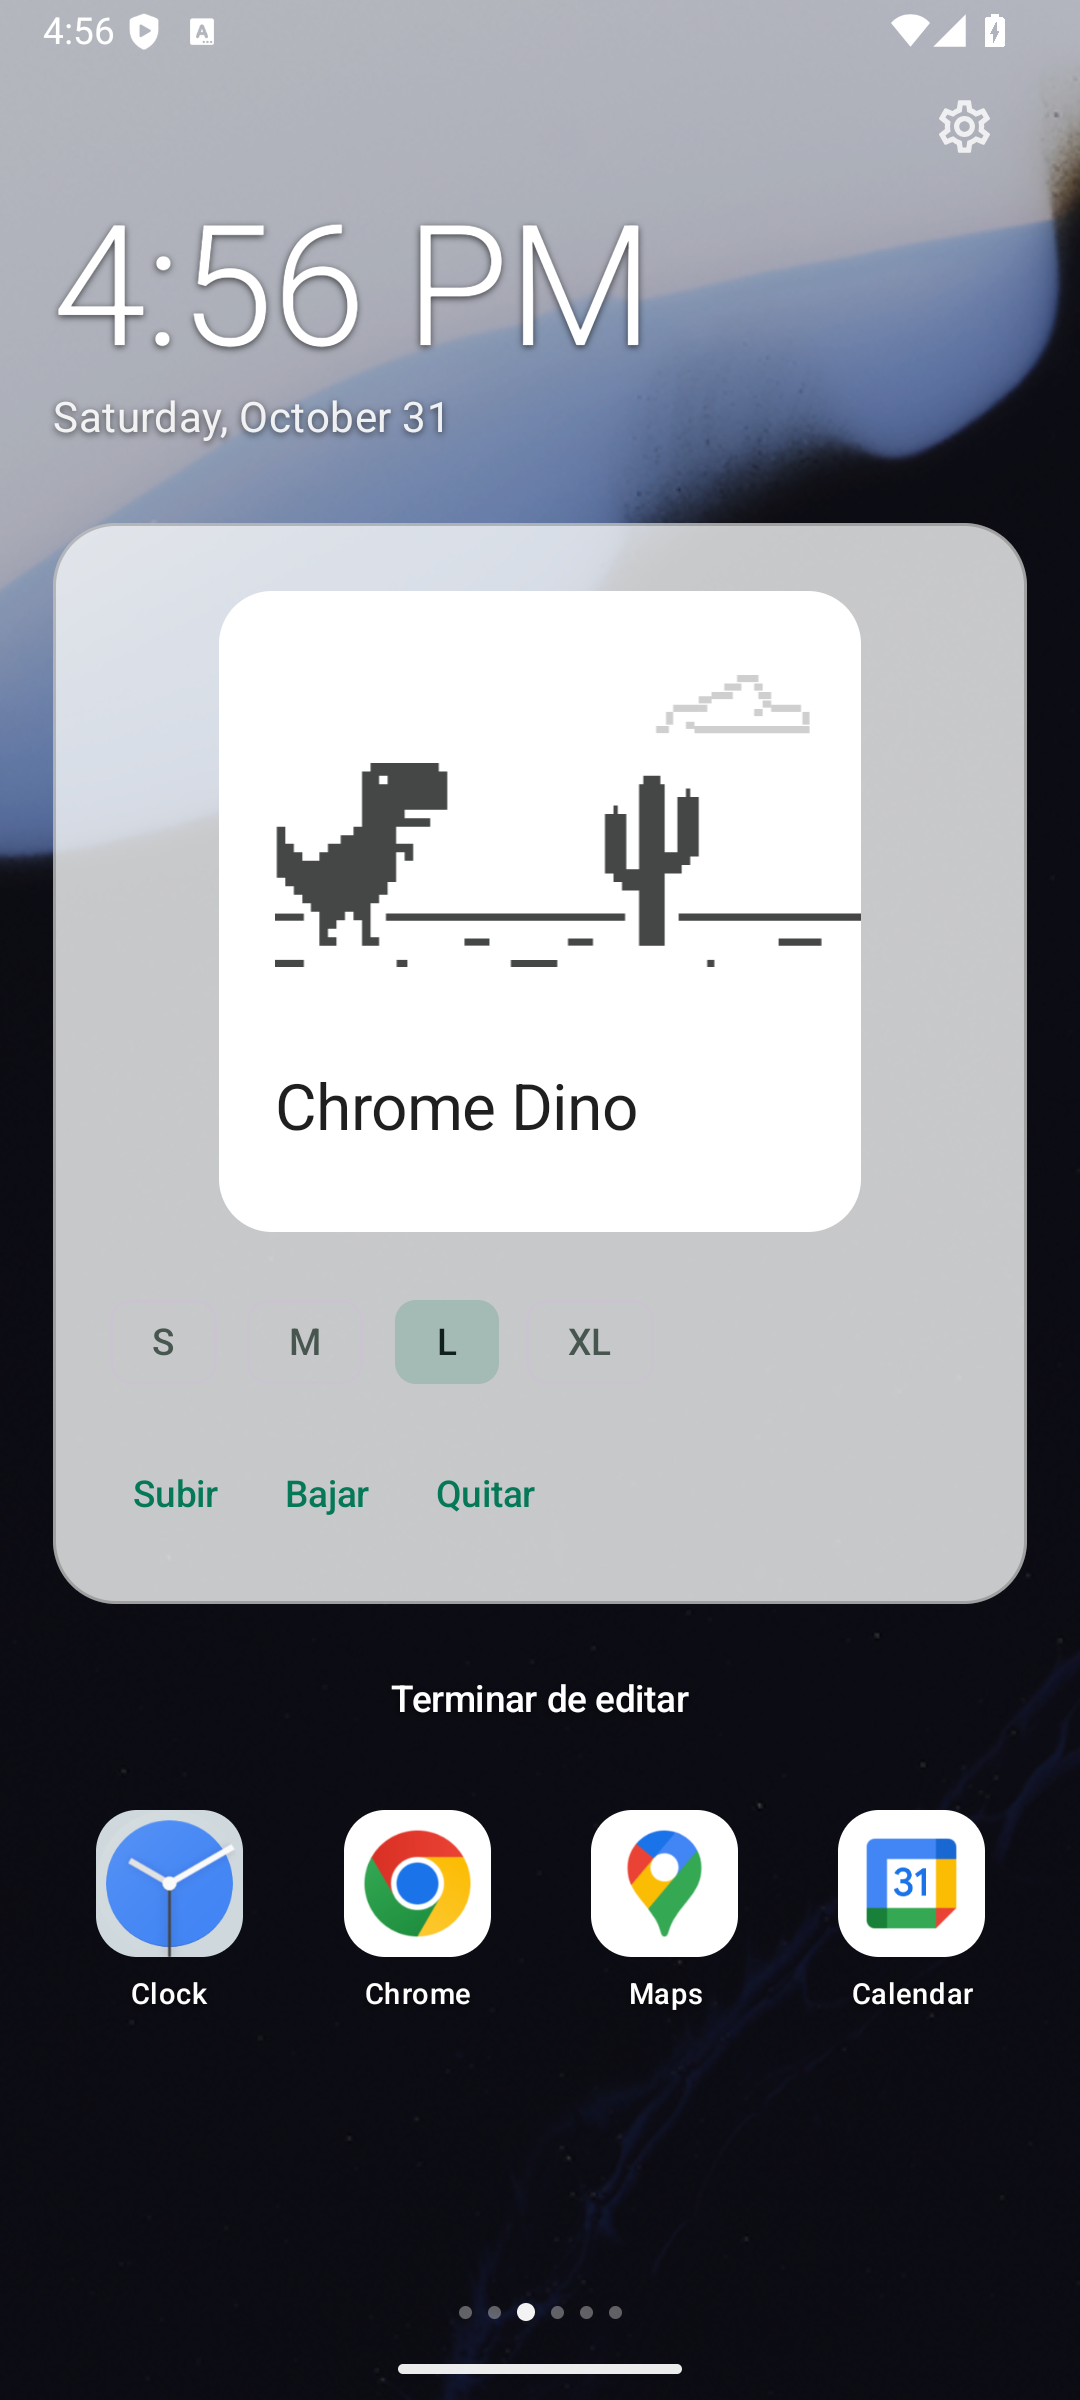 4:56
4:56 PM
Saturday, October 31
Chrome Dino
S M L XL
Subir Bajar Quitar
Terminar de editar
31
Clock Chrome Maps Calendar